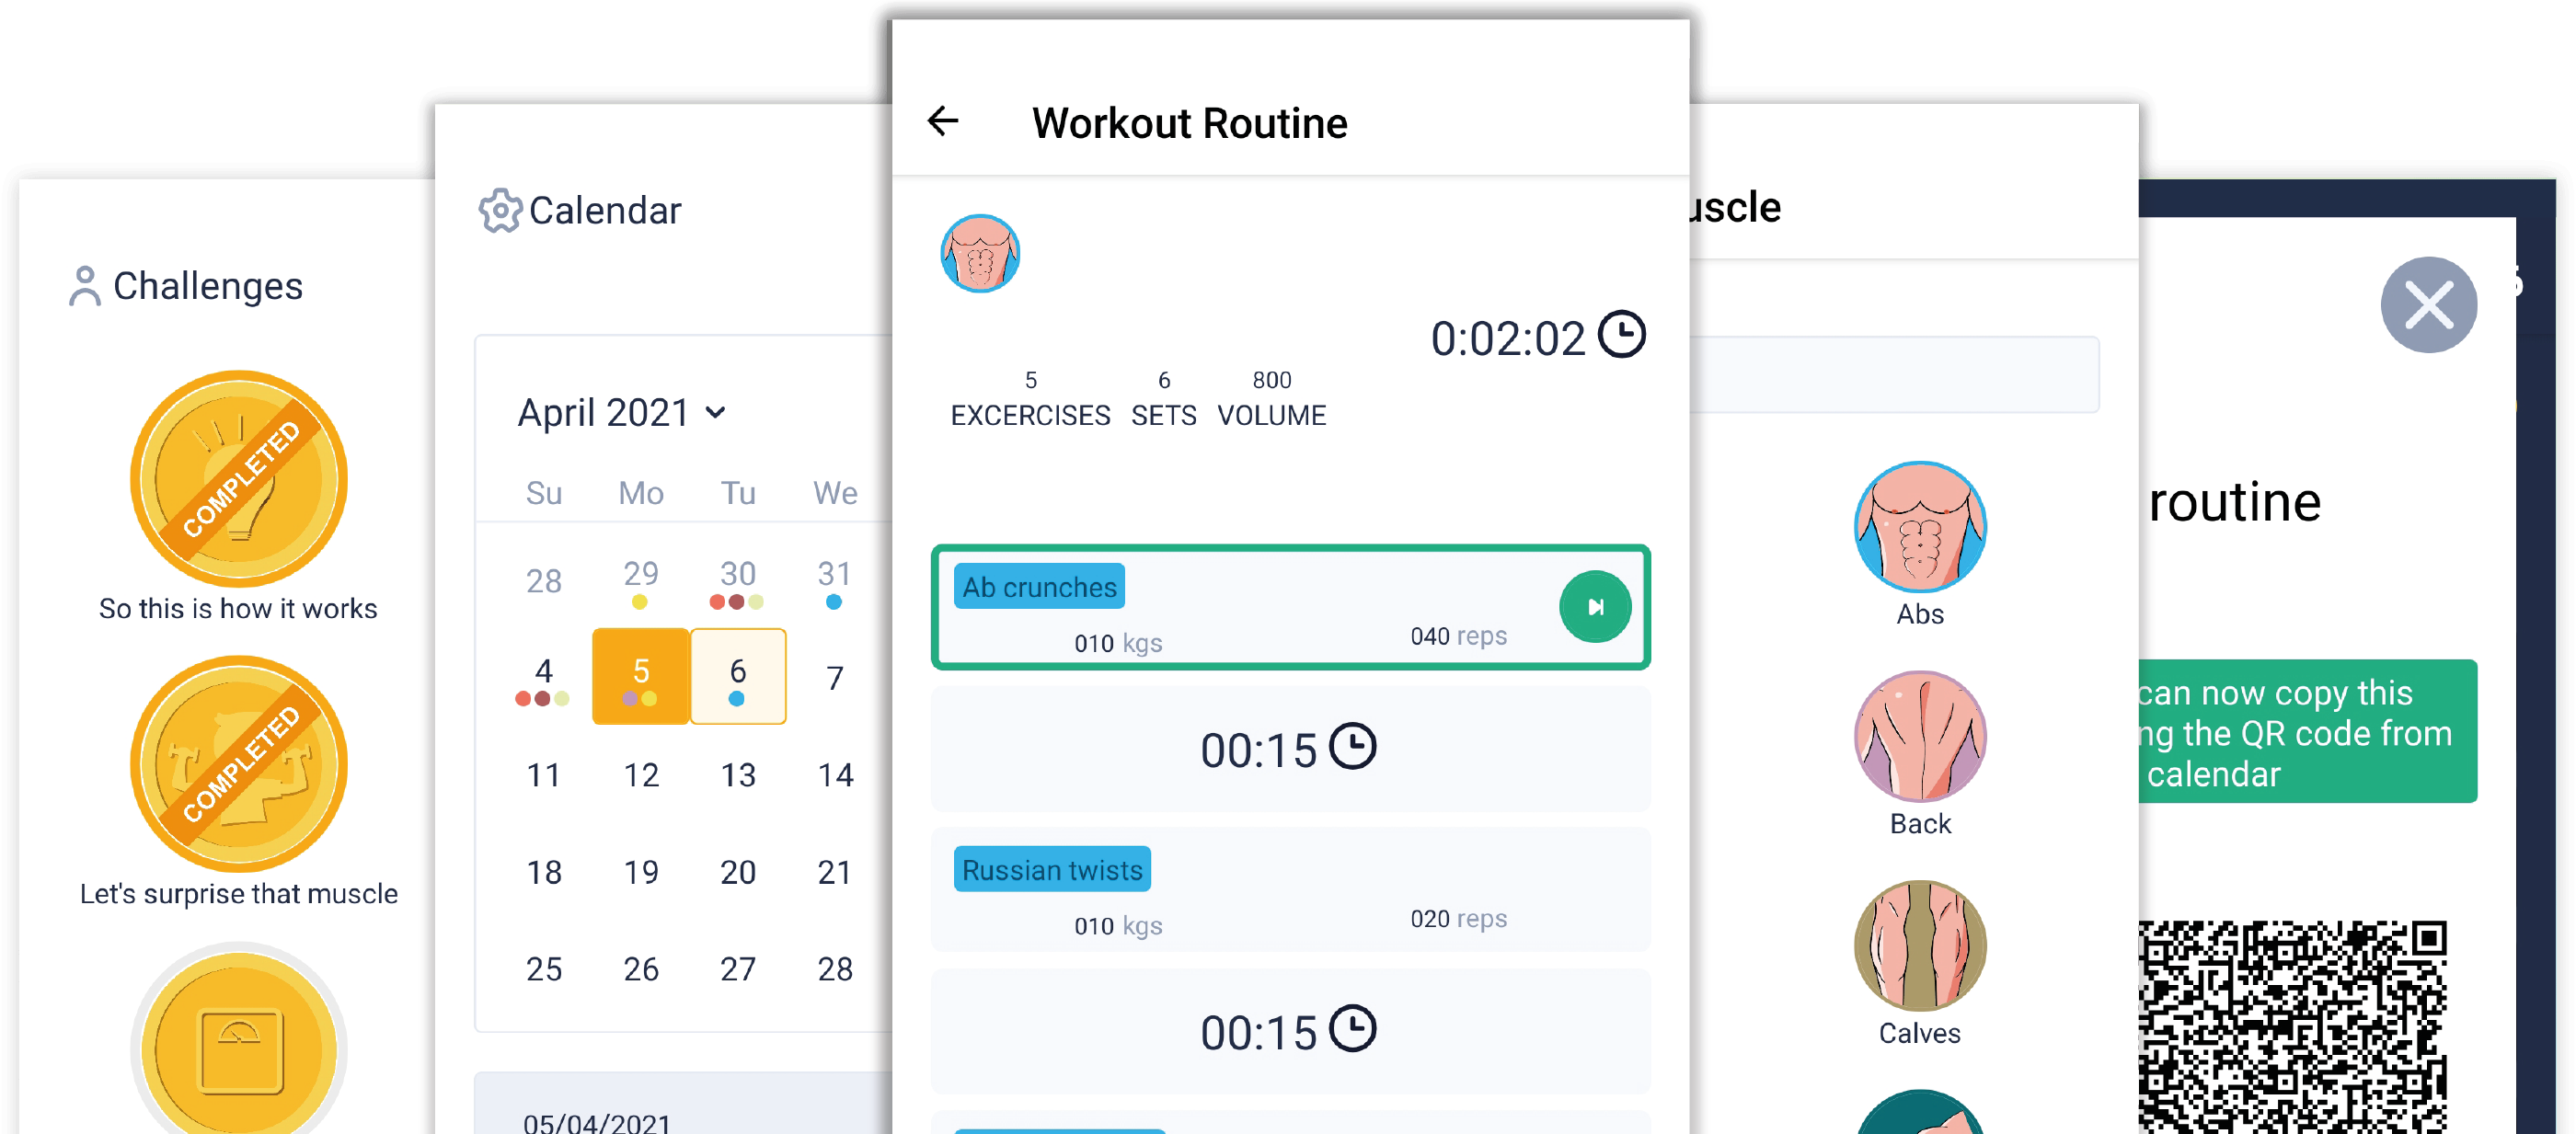 Challenges
COMPLETED
So this is how it works
COMPLETED
Let's surprise that muscle
Calendar
April 2021
Su Mo Tu We
28 29 30 31
4 5 6 7
11 12 13 14
18 19 20 21
25 26 27 28
05/04/2021
Workout Routine
0:02:02
5 6 800
EXCERCISES SETS VOLUME
Ab crunches
010 kgs 040 reps
00:15
Russian twists
010 kgs 020 reps
00:15
Abs
Back
Calves
routine
can now copy this
the QR code from
calendar